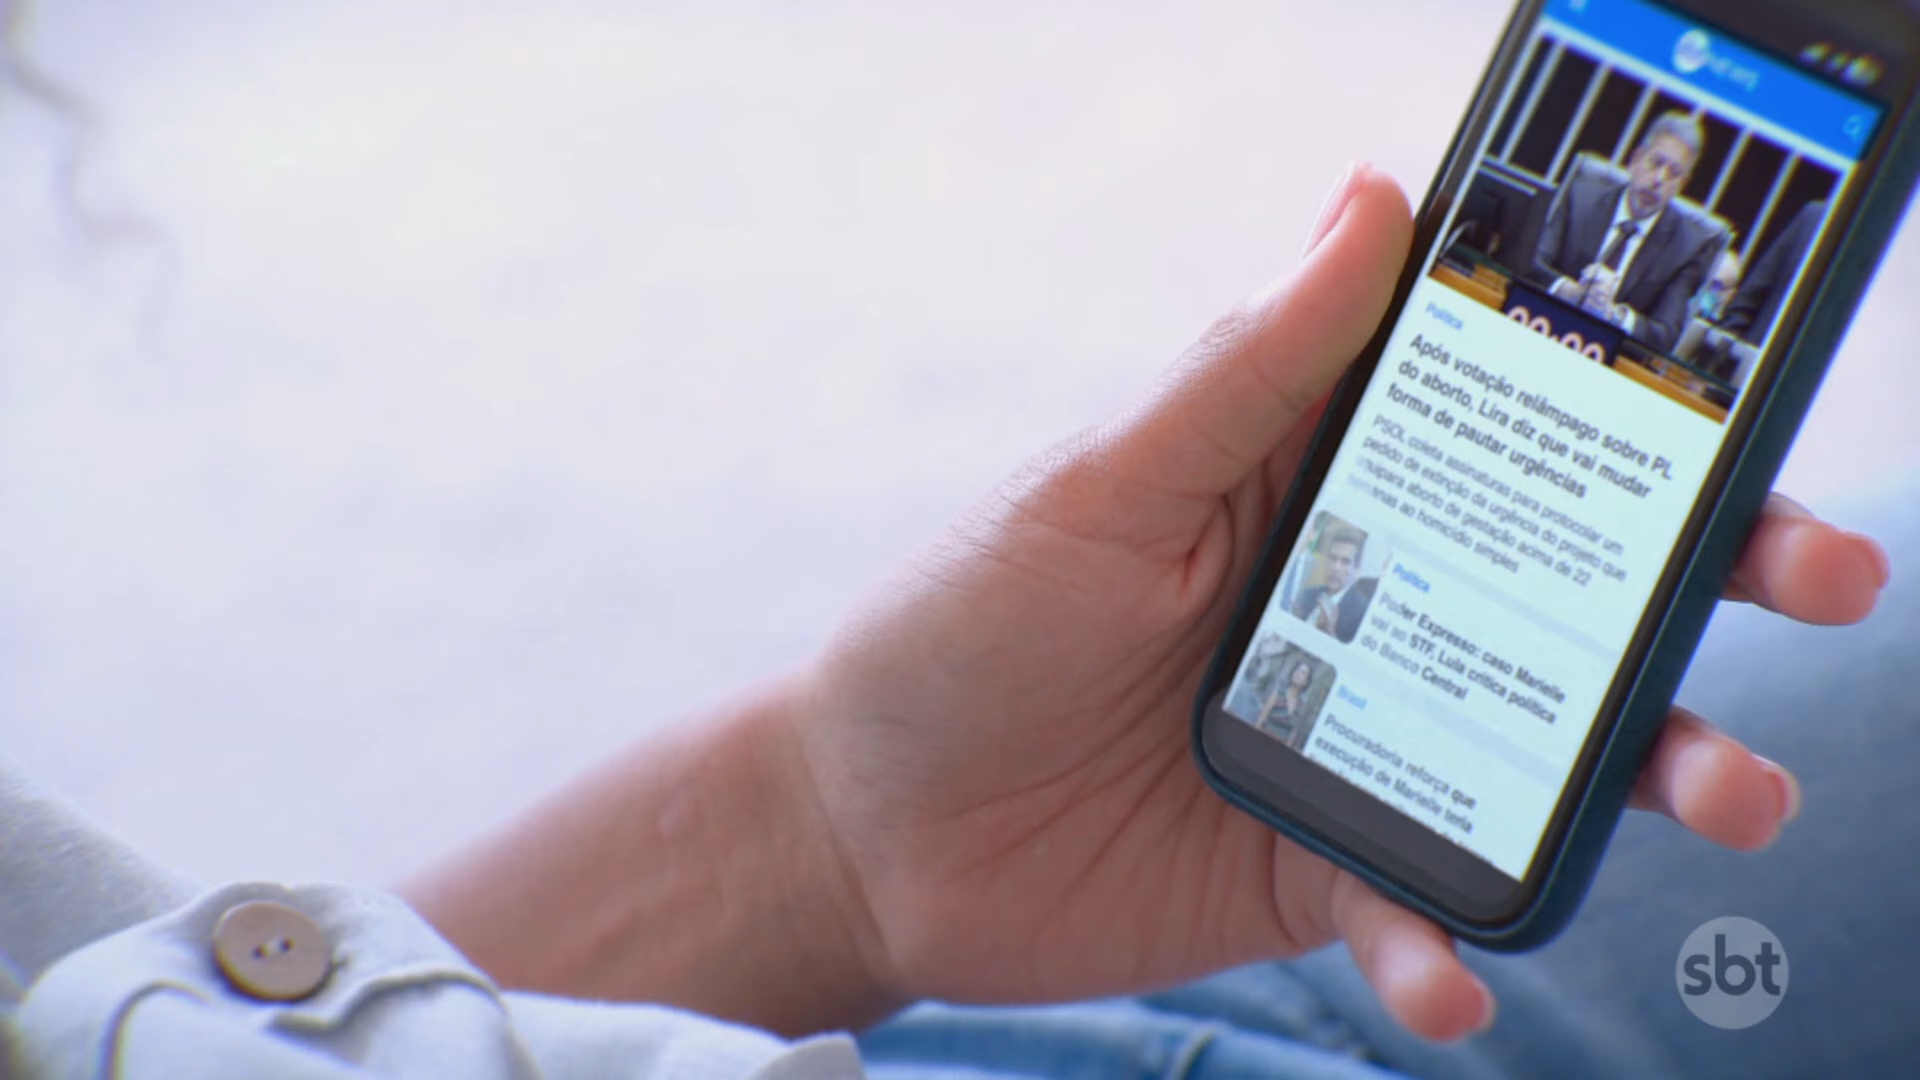 news
Política
Após votação relâmpago sobre PL
do aborto, Lira diz que vai mudar
forma de pautar urgências
PSOL coleta assinaturas para protocolar um
pedido de extinção da urgência do projeto que
aborto de gestação acima de 22
ao homicídio simples
Política
Poder Expresso: caso Marielle
vai ao STF, Lula critica política
do Banco Central
Brasil
Procuradoria reforça que
execução de Marielle teria
sbt